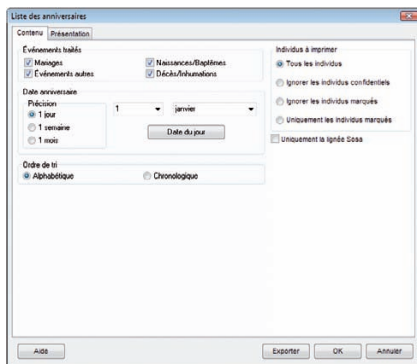 Liste des anniversaires
Contenu Présentation
Événements traités
Mariages Naissances/Baptêmes
Événements autres Décès/Inhumations
Date anniversaire
Précision
1 jour 1 janvier
1 semaine Date du jour
1 mois
Ordre de tri
Alphabétique Chronologique
Individus à imprimer
Tous les individus
Ignorer les individus confidentiels
Ignorer les individus marqués
Uniquement les individus marqués
Uniquement la lignée Sosa
Aide Exporter OK Annuler